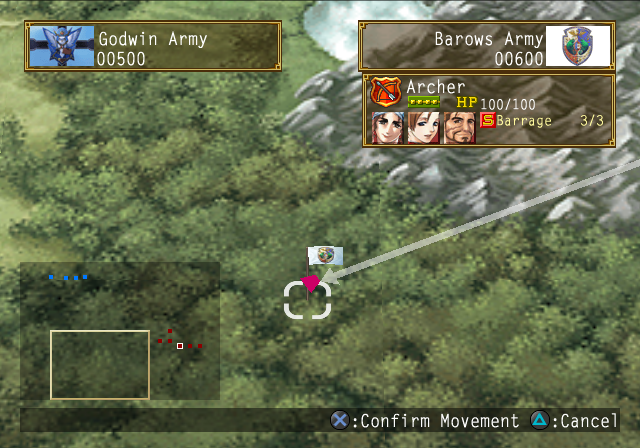 Godwin Army
00500
Barows Army
00600
Archer
HP 100/100
S Barrage 3/3
:Confirm Movement :Cancel